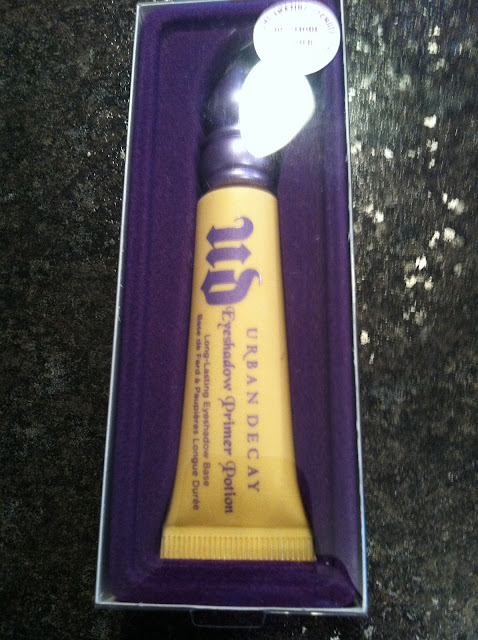 UD
URBAN DECAY
Eyeshadow Primer Potion
Long-Lasting Eyeshadow Base
Base de Fard à Paupières Longue Durée